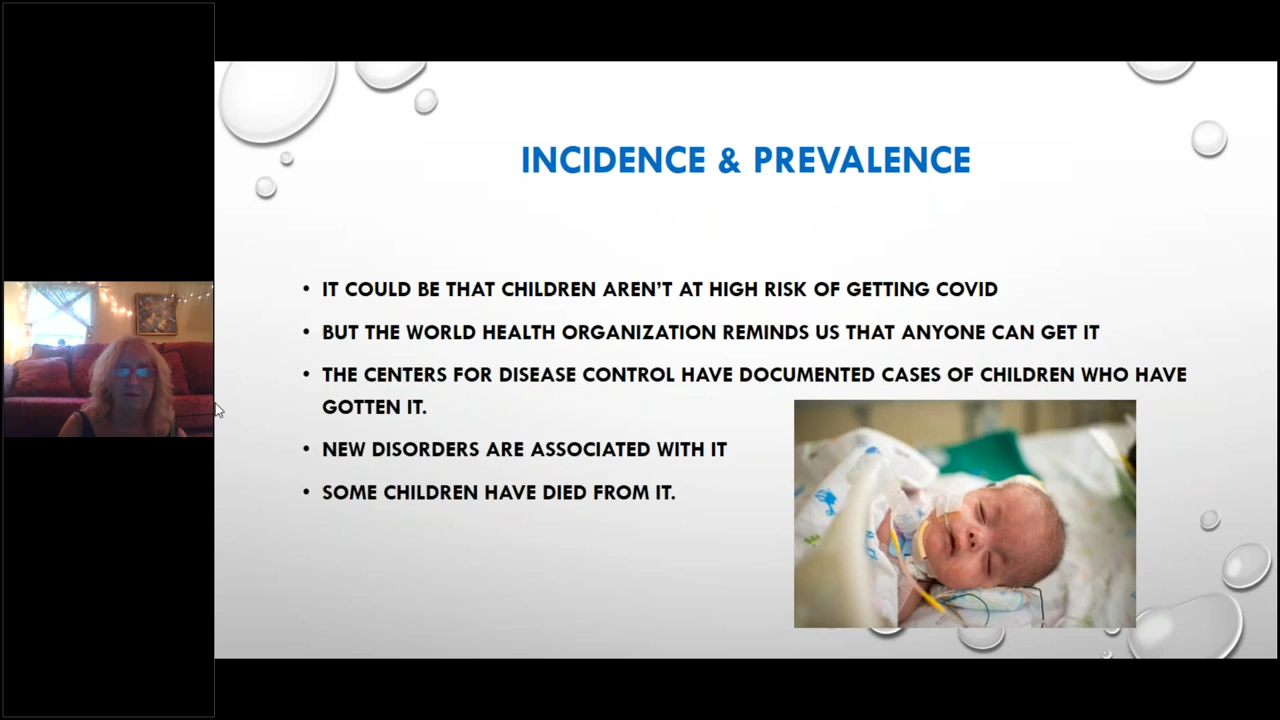 INCIDENCE & PREVALENCE
• IT COULD BE THAT CHILDREN AREN'T AT HIGH RISK OF GETTING COVID
• BUT THE WORLD HEALTH ORGANIZATION REMINDS US THAT ANYONE CAN GET IT
• THE CENTERS FOR DISEASE CONTROL HAVE DOCUMENTED CASES OF CHILDREN WHO HAVE
GOTTEN IT.
• NEW DISORDERS ARE ASSOCIATED WITH IT
• SOME CHILDREN HAVE DIED FROM IT.